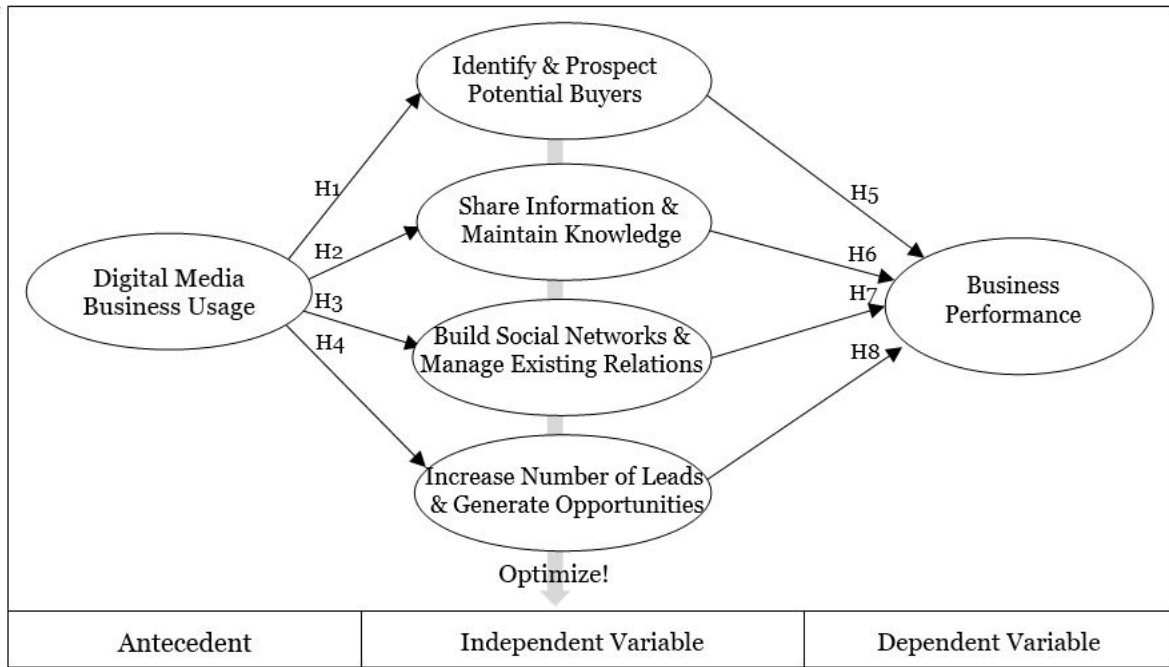 Identify & Prospect
Potential Buyers
H1
H5
Share Information &
Maintain Knowledge
H2
H6
Digital Media
Business Usage
H3
H7
Business
Performance
Build Social Networks &
Manage Existing Relations
H4
H8
Increase Number of Leads
& Generate Opportunities
Optimize!
Antecedent
Independent Variable
Dependent Variable